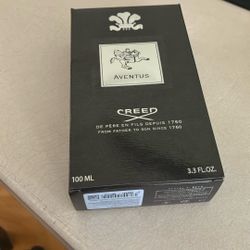 AVENTUS
CREED
DE PÈRE EN FILS DEPUIS 1760
FROM FATHER TO SON SINCE 1760
100 ML
3.3 FL.OZ.